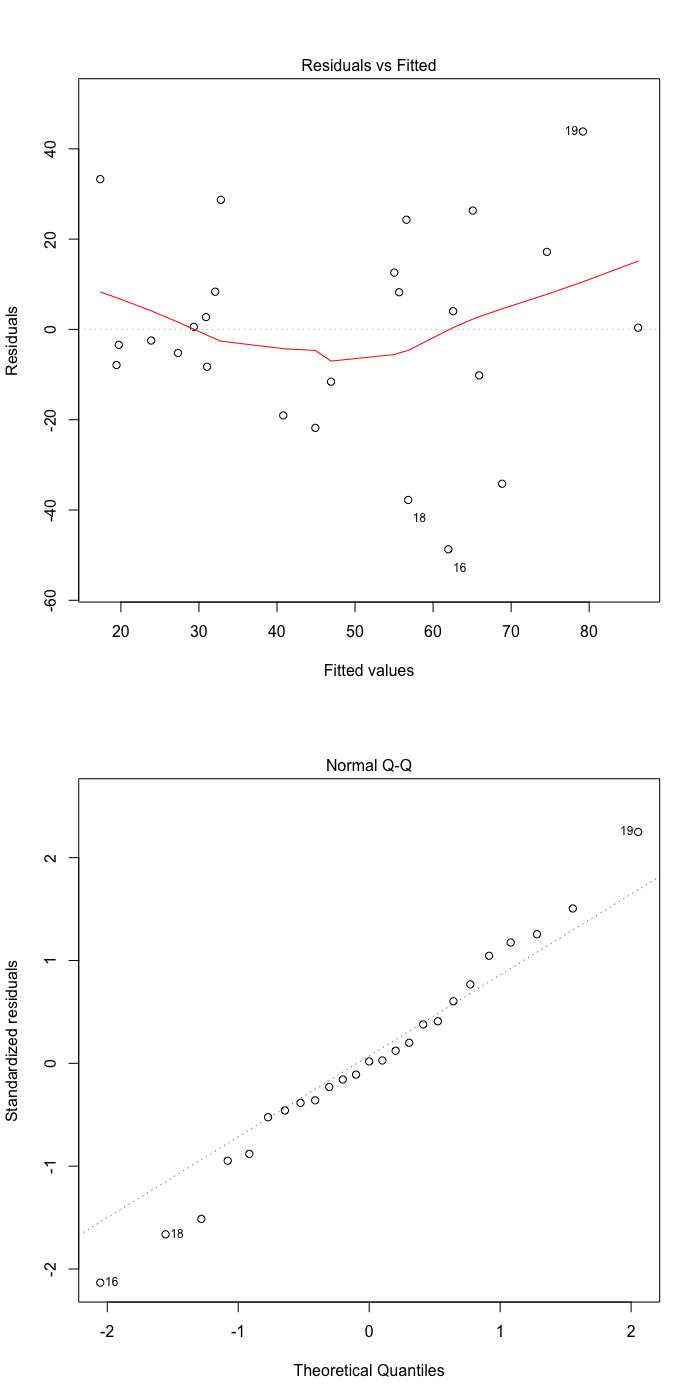 Residuals vs Fitted
19
40
20
0
-20
-40
-60
18
16
Residuals
20 30 40 50 60 70 80
Fitted values
Normal Q-Q
19
2
1
0
-1
-2
18
16
Standardized residuals
-2 -1 0 1 2
Theoretical Quantiles